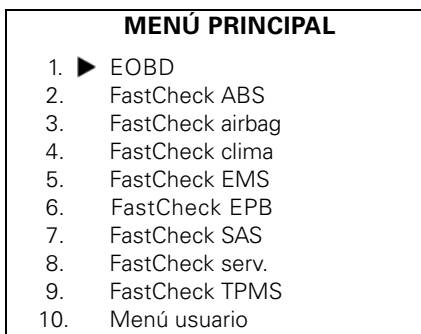 MENÚ PRINCIPAL
1. ▶ EOBD
2. FastCheck ABS
3. FastCheck airbag
4. FastCheck clima
5. FastCheck EMS
6. FastCheck EPB
7. FastCheck SAS
8. FastCheck serv.
9. FastCheck TPMS
10. Menú usuario